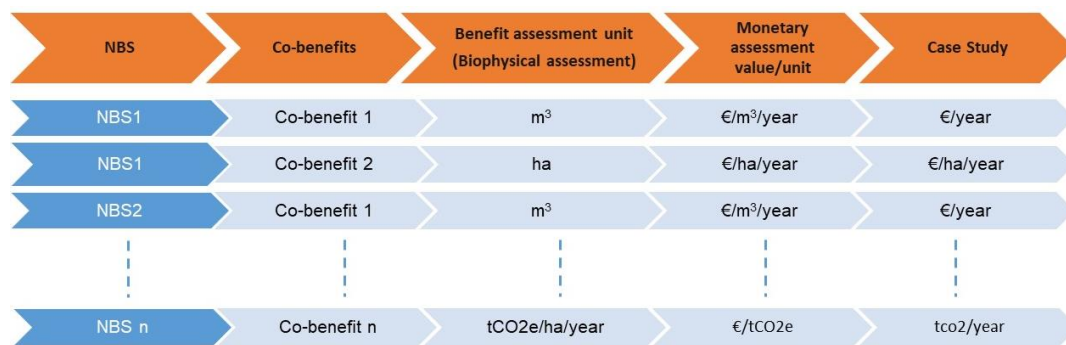 NBS
Co-benefits
Benefit assessment unit
(Biophysical assessment)
Monetary
assessment
value/unit
Case Study
NBS1
Co-benefit 1
m³
€/m³/year
€/year
NBS1
Co-benefit 2
ha
€/ha/year
€/ha/year
NBS2
Co-benefit 1
m³
€/m³/year
€/year
NBS n
Co-benefit n
tCO2e/ha/year
€/tCO2e
tco2/year